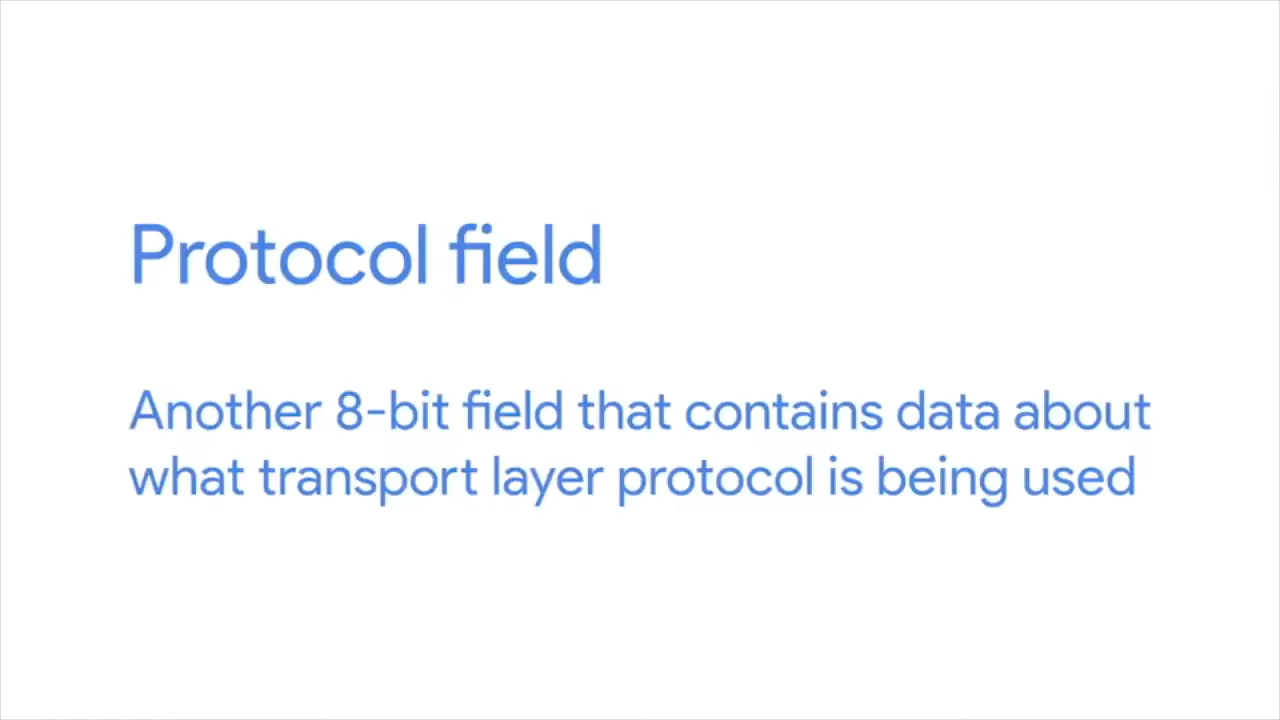 Protocol field
Another 8-bit field that contains data about
what transport layer protocol is being used